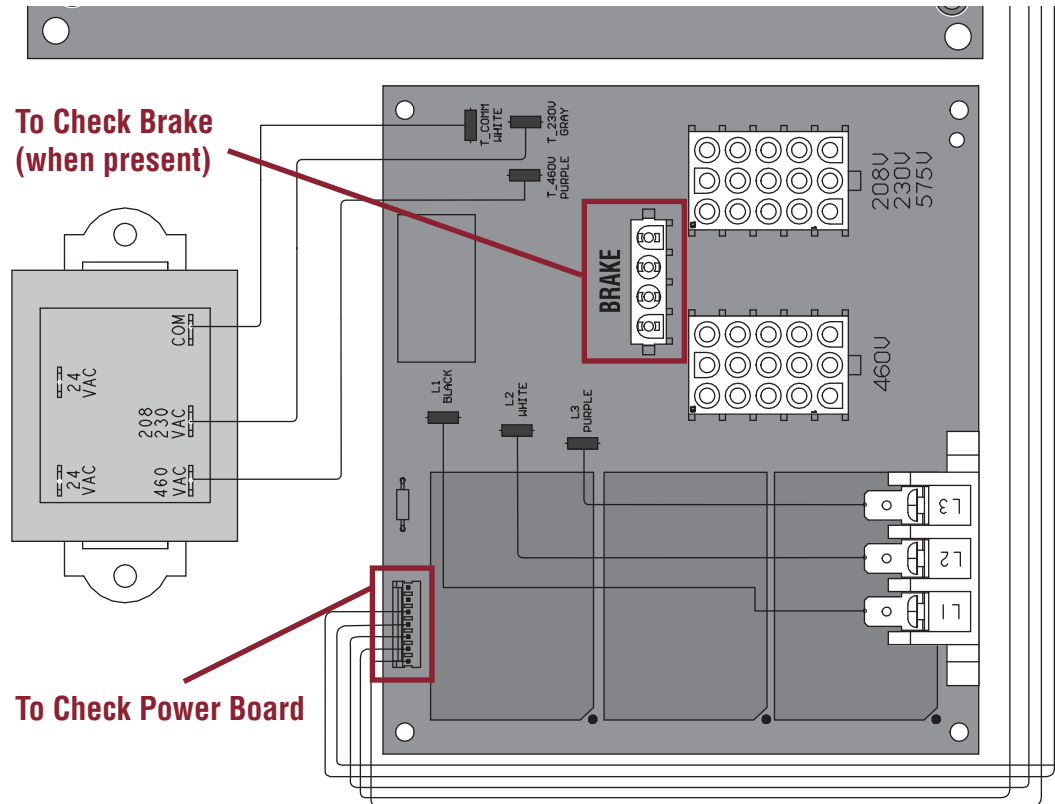 To Check Brake
(when present)
T_COMM
WHITE
T_230V
GRAY
T_460V
PURPLE
208V
230V
575V
BRAKE
460V
COM
24
VAC
208
230
VAC
24
VAC
460
VAC
L1
BLACK
L2
WHITE
L3
PURPLE
L3
L2
L1
To Check Power Board